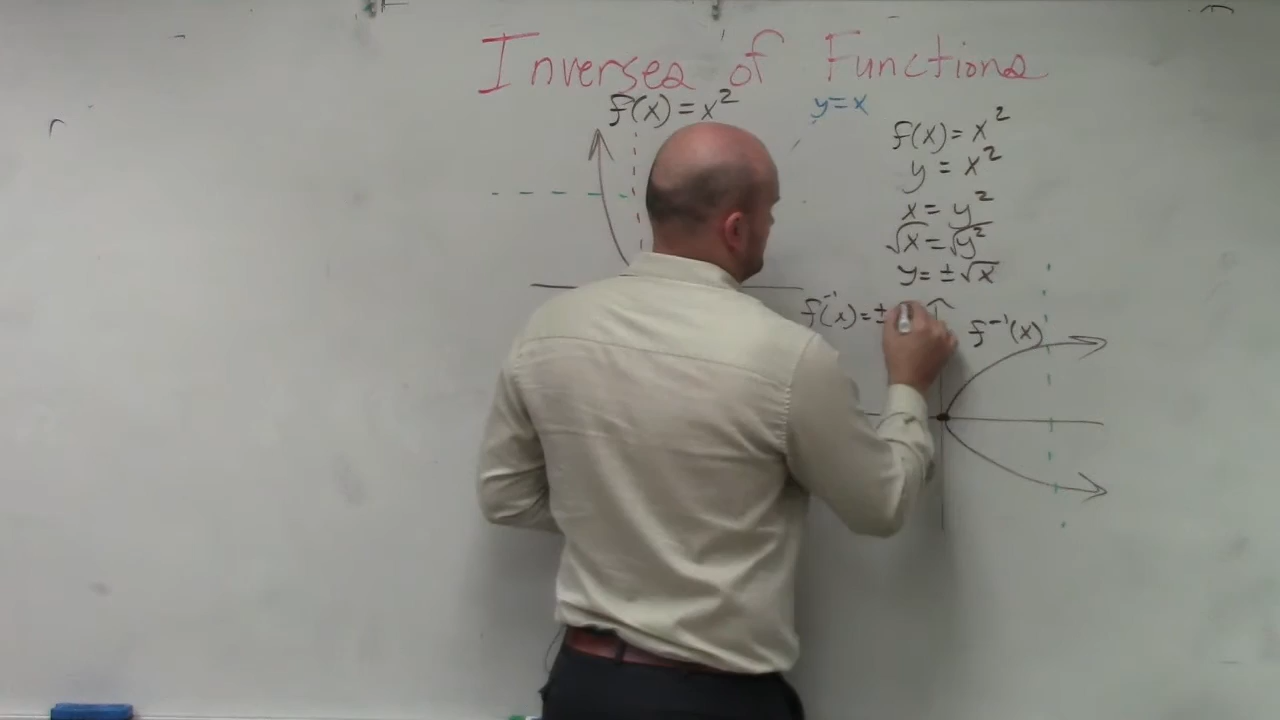 Inverses of Functions
f(x) = x²
y=x
f(x) = x²
y = x²
x = y²
√x = √y²
y = ± √x
f⁻¹(x) = ±
f⁻¹(x)